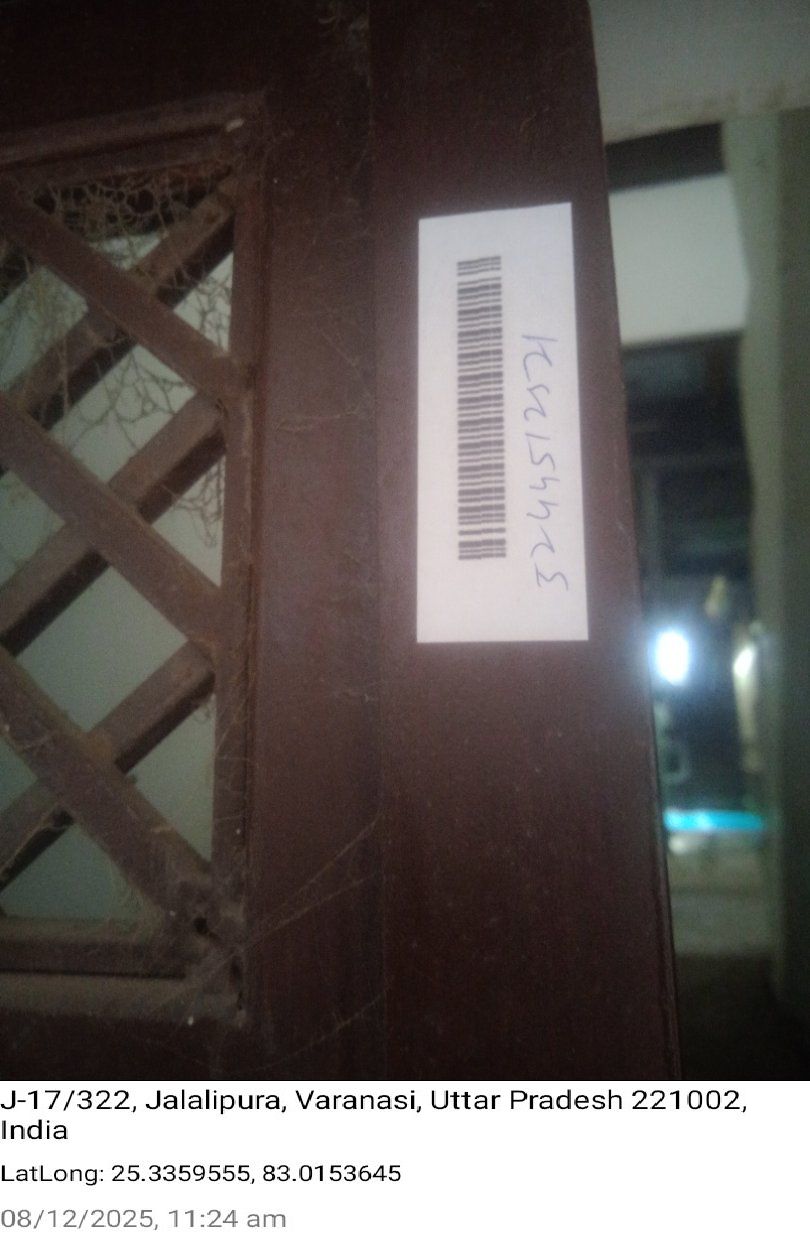 J-17/322, Jalalipura, Varanasi, Uttar Pradesh 221002,
India
LatLong: 25.3359555, 83.0153645
08/12/2025, 11:24 am